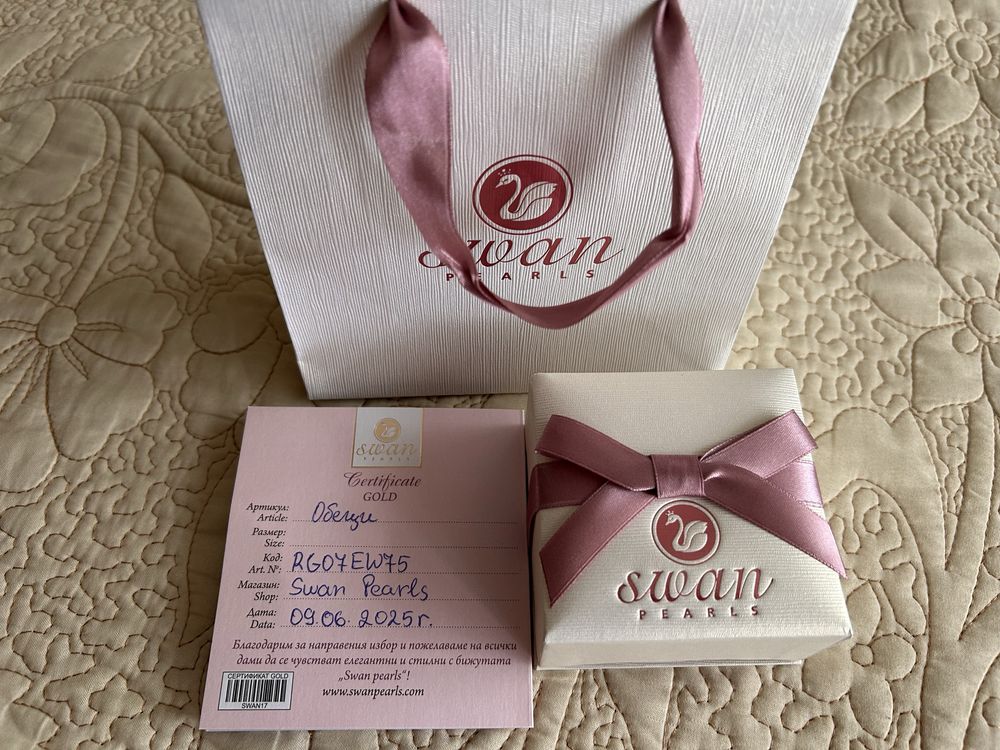 swan
PEARLS
swan
PEARLS
Certificate
GOLD
Артикул:
Article: Обеци
Размер:
Size:
Код:
Art. N°: RG07EW75
Магазин:
Shop: Swan Pearls
Дата:
Data: 09.06.2025г.
Благодарим за направения избор и пожелаваме на всички
дами да се чувстват елегантни и стилни с бижутата
„Swan pearls"!
www.swanpearls.com
СЕРТИФИКАТ GOLD
SWAN17
swan
PEARLS